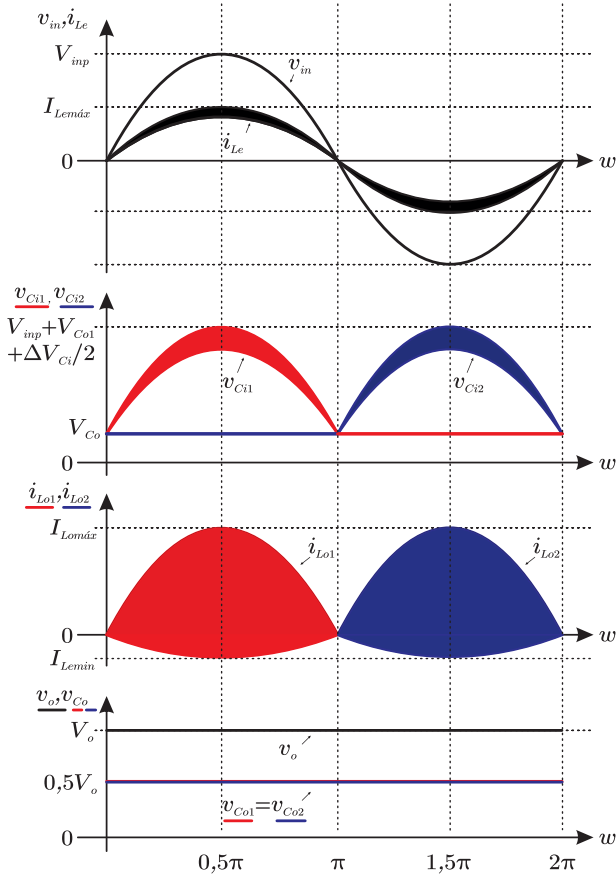 v_in,i_Le
V_inp
v_in
I_Lemáx
i_Le
0
w
v_Ci1, v_Ci2
V_inp+V_Co1
+ΔV_Ci/2
v_Ci1
v_Ci2
V_Co
0
w
i_Lo1,i_Lo2
I_Lomáx
i_Lo1
i_Lo2
0
w
I_Lemin
v_o,v_Co
V_o
v_o
0,5V_o
v_Co1=v_Co2
0
w
0,5π π 1,5π 2π